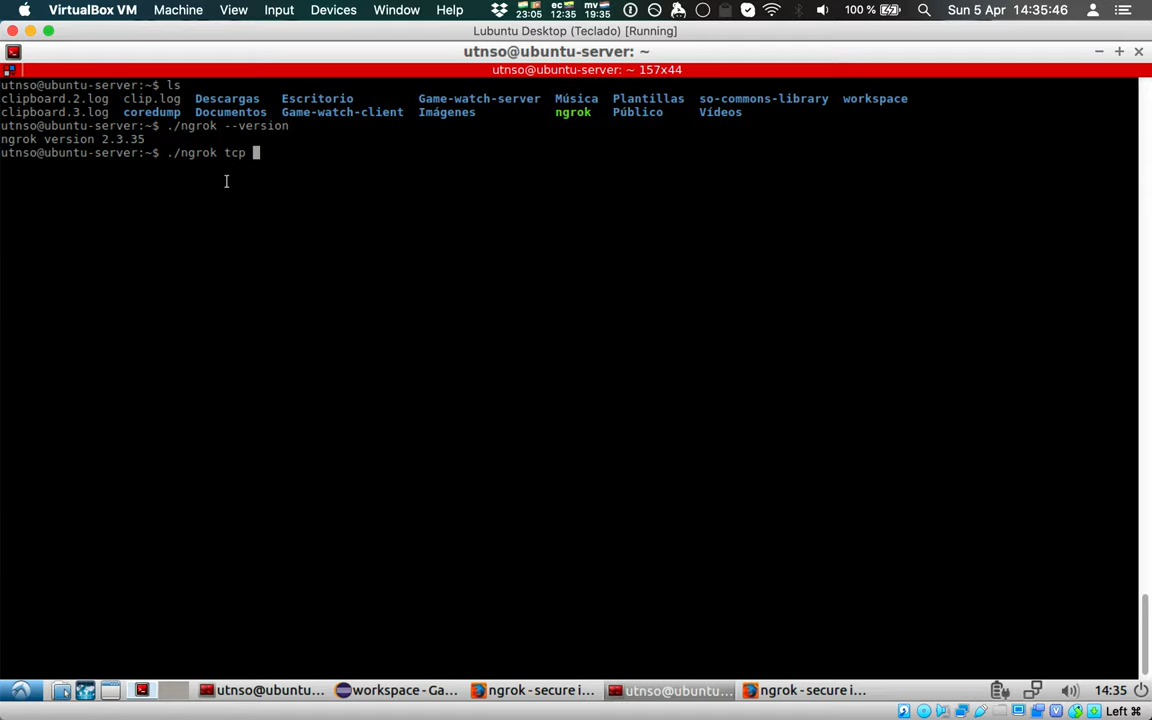 VirtualBox VM Machine View Input Devices Window Help 23:05 ec 12:35 mv 19:35 100 % Sun 5 Apr 14:35:46
Lubuntu Desktop (Teclado) [Running]
utnso@ubuntu-server: ~
utnso@ubuntu-server: ~ 157x44
utnso@ubuntu-server:~$ ls
clipboard.2.log clip.log Descargas Escritorio Game-watch-server Música Plantillas so-commons-library workspace
clipboard.3.log coredump Documentos Game-watch-client Imágenes ngrok Público Vídeos
utnso@ubuntu-server:~$ ./ngrok --version
ngrok version 2.3.35
utnso@ubuntu-server:~$ ./ngrok tcp
utnso@ubuntu... workspace - Ga... ngrok - secure i... utnso@ubuntu... ngrok - secure i... 14:35
Left ⌘